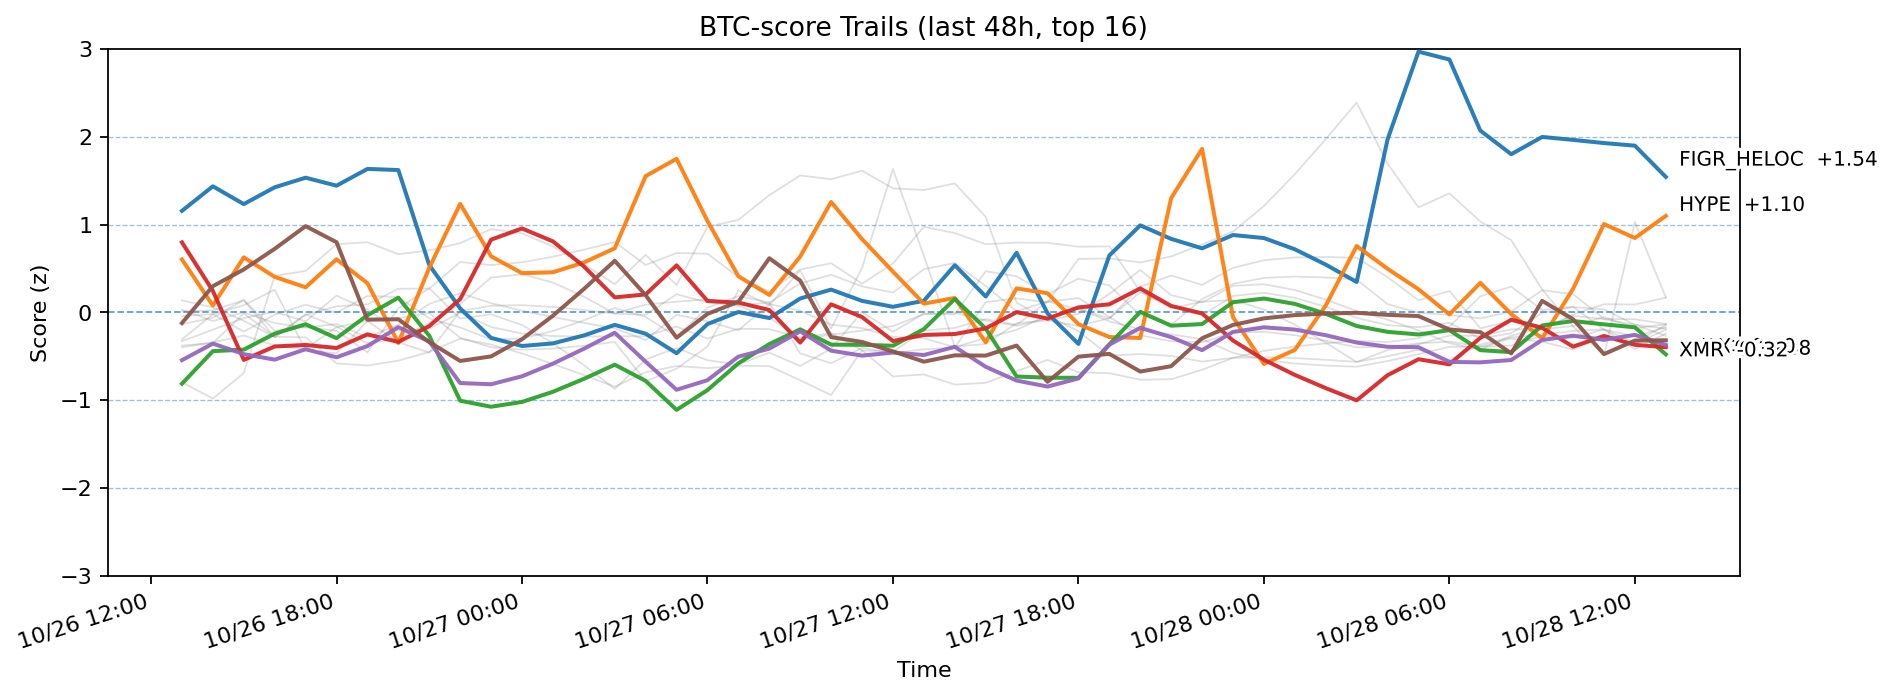 BTC-score Trails (last 48h, top 16)
3
2
1
0
−1
−2
−3
Score (z)
FIGR_HELOC +1.54
HYPE +1.10
XMR −0.32
10/26 12:00
10/26 18:00
10/27 00:00
10/27 06:00
10/27 12:00
10/27 18:00
10/28 00:00
10/28 06:00
10/28 12:00
Time